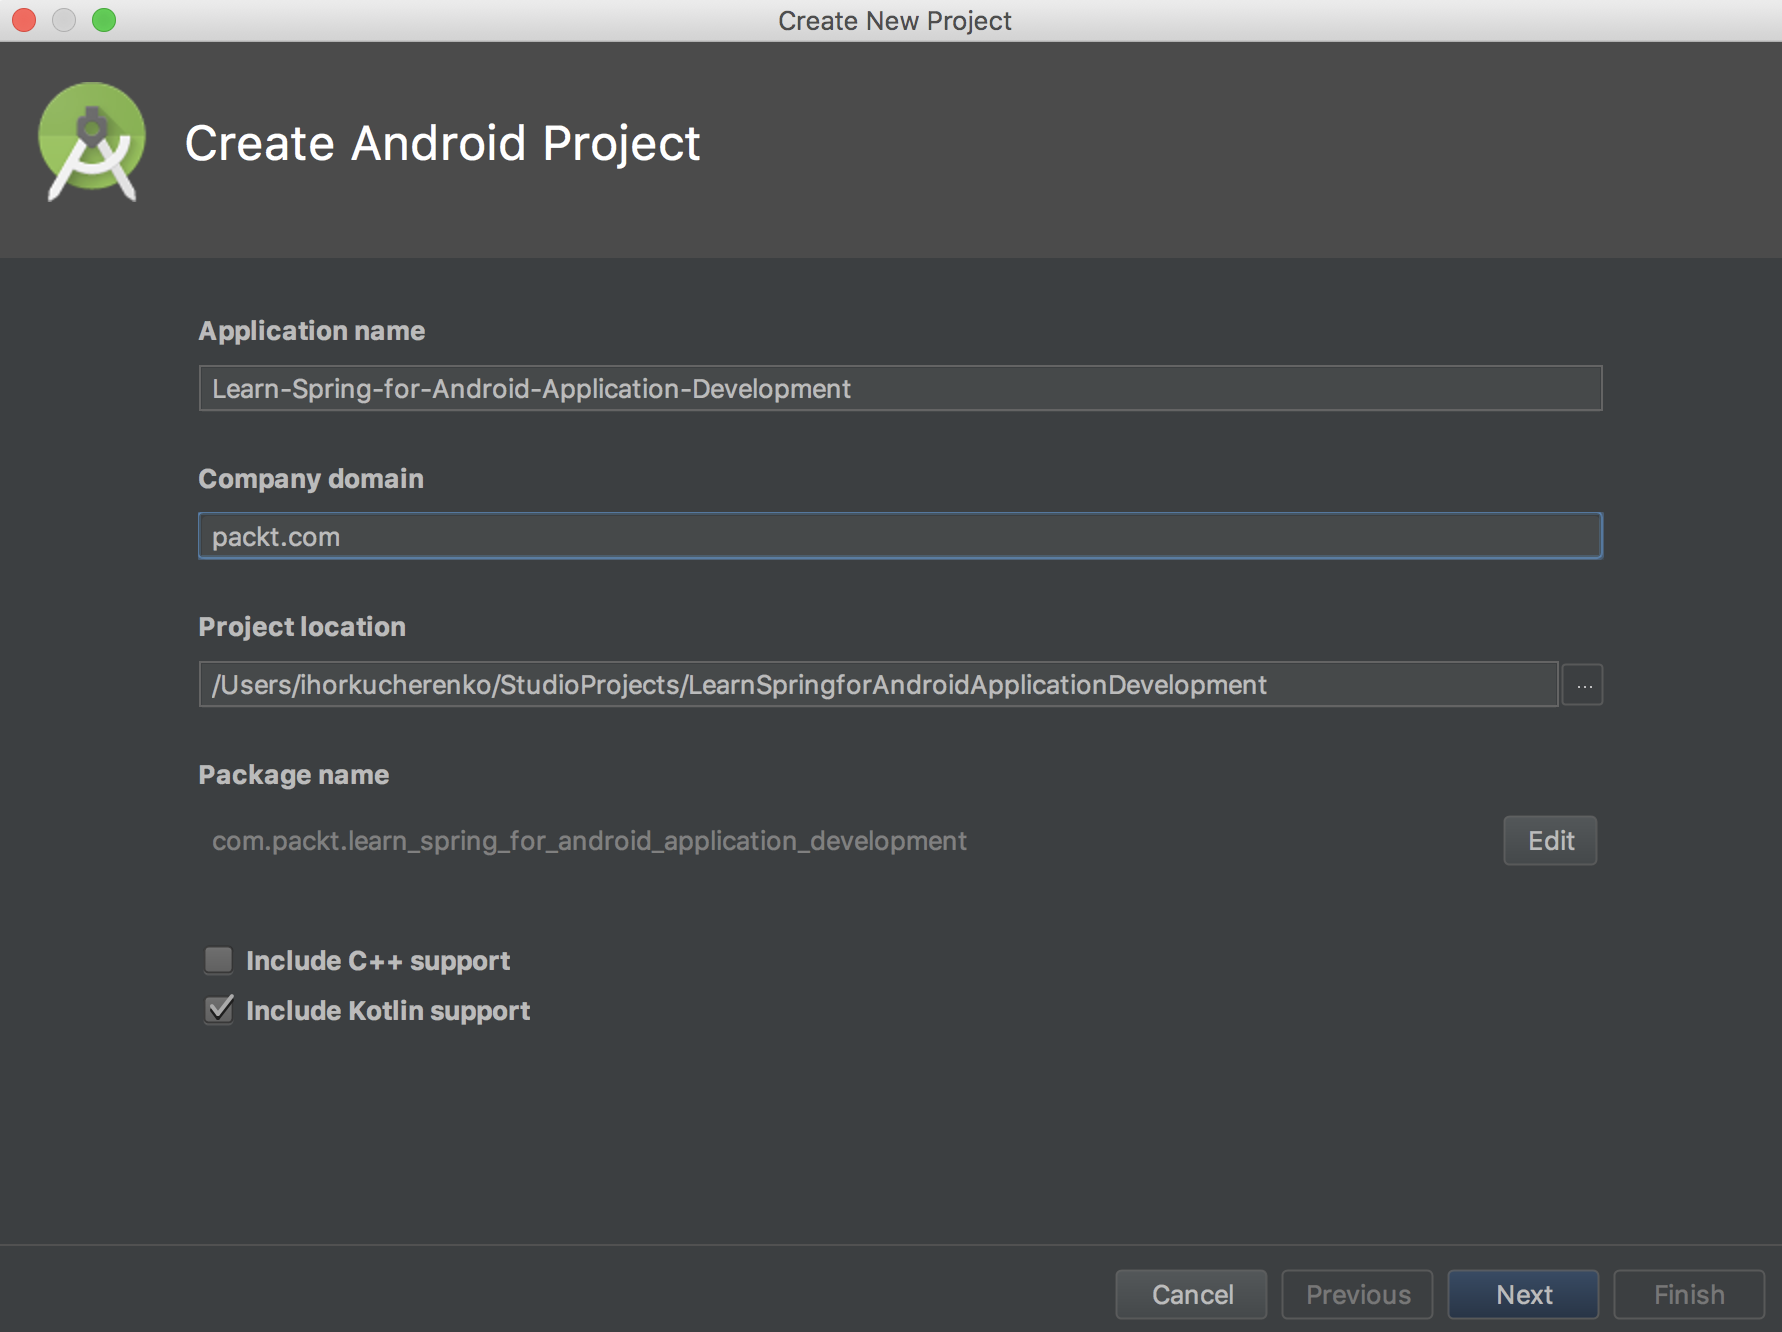 Create New Project
Create Android Project
Application name
Learn-Spring-for-Android-Application-Development
Company domain
packt.com
Project location
/Users/ihorkucherenko/StudioProjects/LearnSpringforAndroidApplicationDevelopment
...
Package name
com.packt.learn_spring_for_android_application_development
Edit
Include C++ support
Include Kotlin support
Cancel
Previous
Next
Finish